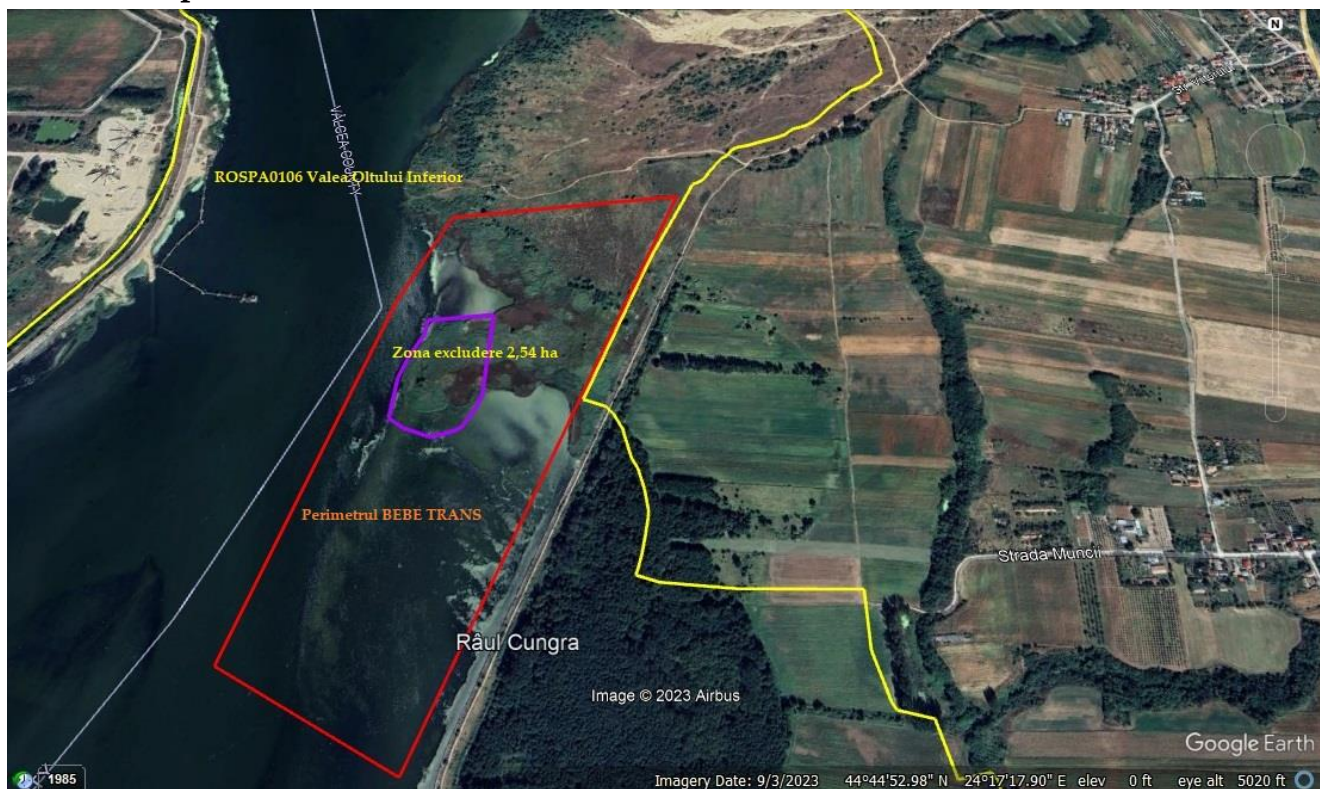 VÂLCEA COUNTY
ROSPA0106 Valea Oltului Inferior
Zona excludere 2,54 ha
Perimetrul BEBE TRANS
Strada Muncii
Râul Cungra
Image © 2023 Airbus
Google Earth
N
1985
Imagery Date: 9/3/2023 44°44'52.98" N 24°17'17.90" E elev 0 ft eye alt 5020 ft